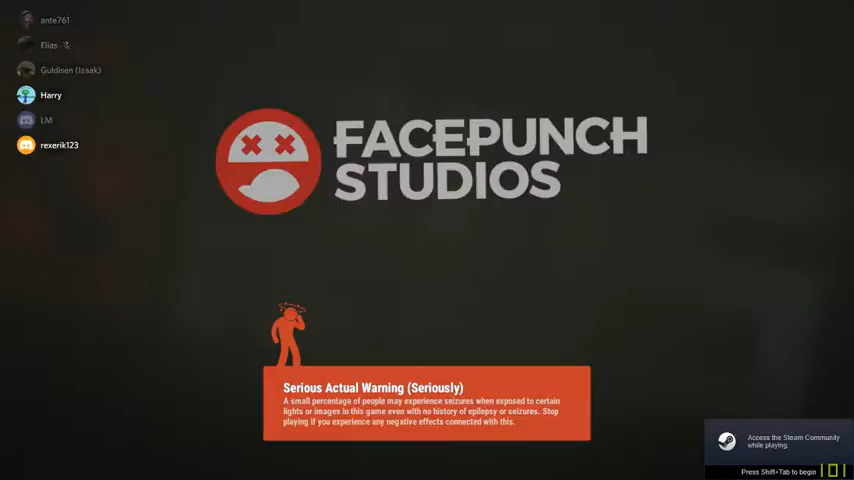 ante761
Elias
Guldisen (Izaak)
Harry
LM
rexerik123
FACEPUNCH
STUDIOS
Serious Actual Warning (Seriously)
A small percentage of people may experience seizures when exposed to certain
lights or images in this game even with no history of epilepsy or seizures. Stop
playing if you experience any negative effects connected with this.
Access the Steam Community
while playing.
Press Shift+Tab to begin
101